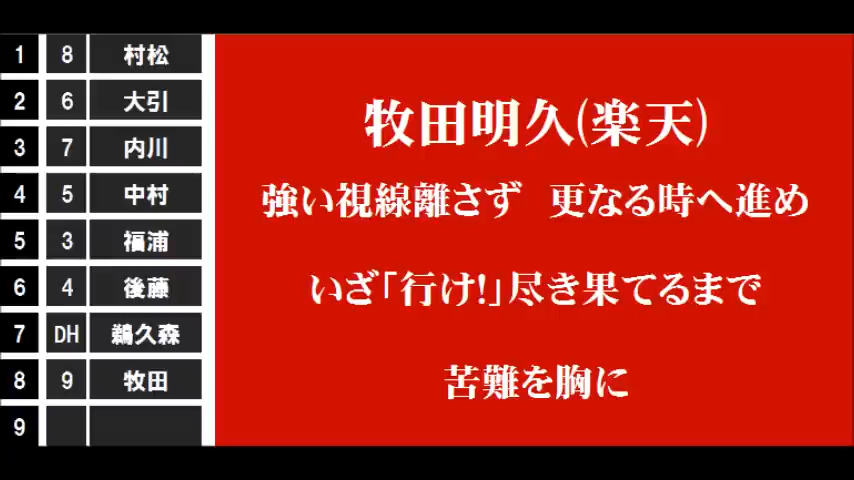 1 8 村松
2 6 大引
3 7 内川
4 5 中村
5 3 福浦
6 4 後藤
7 DH 鵜久森
8 9 牧田
9
牧田明久(楽天)
強い視線離さず 更なる時へ進め
いざ「行け!」尽き果てるまで
苦難を胸に